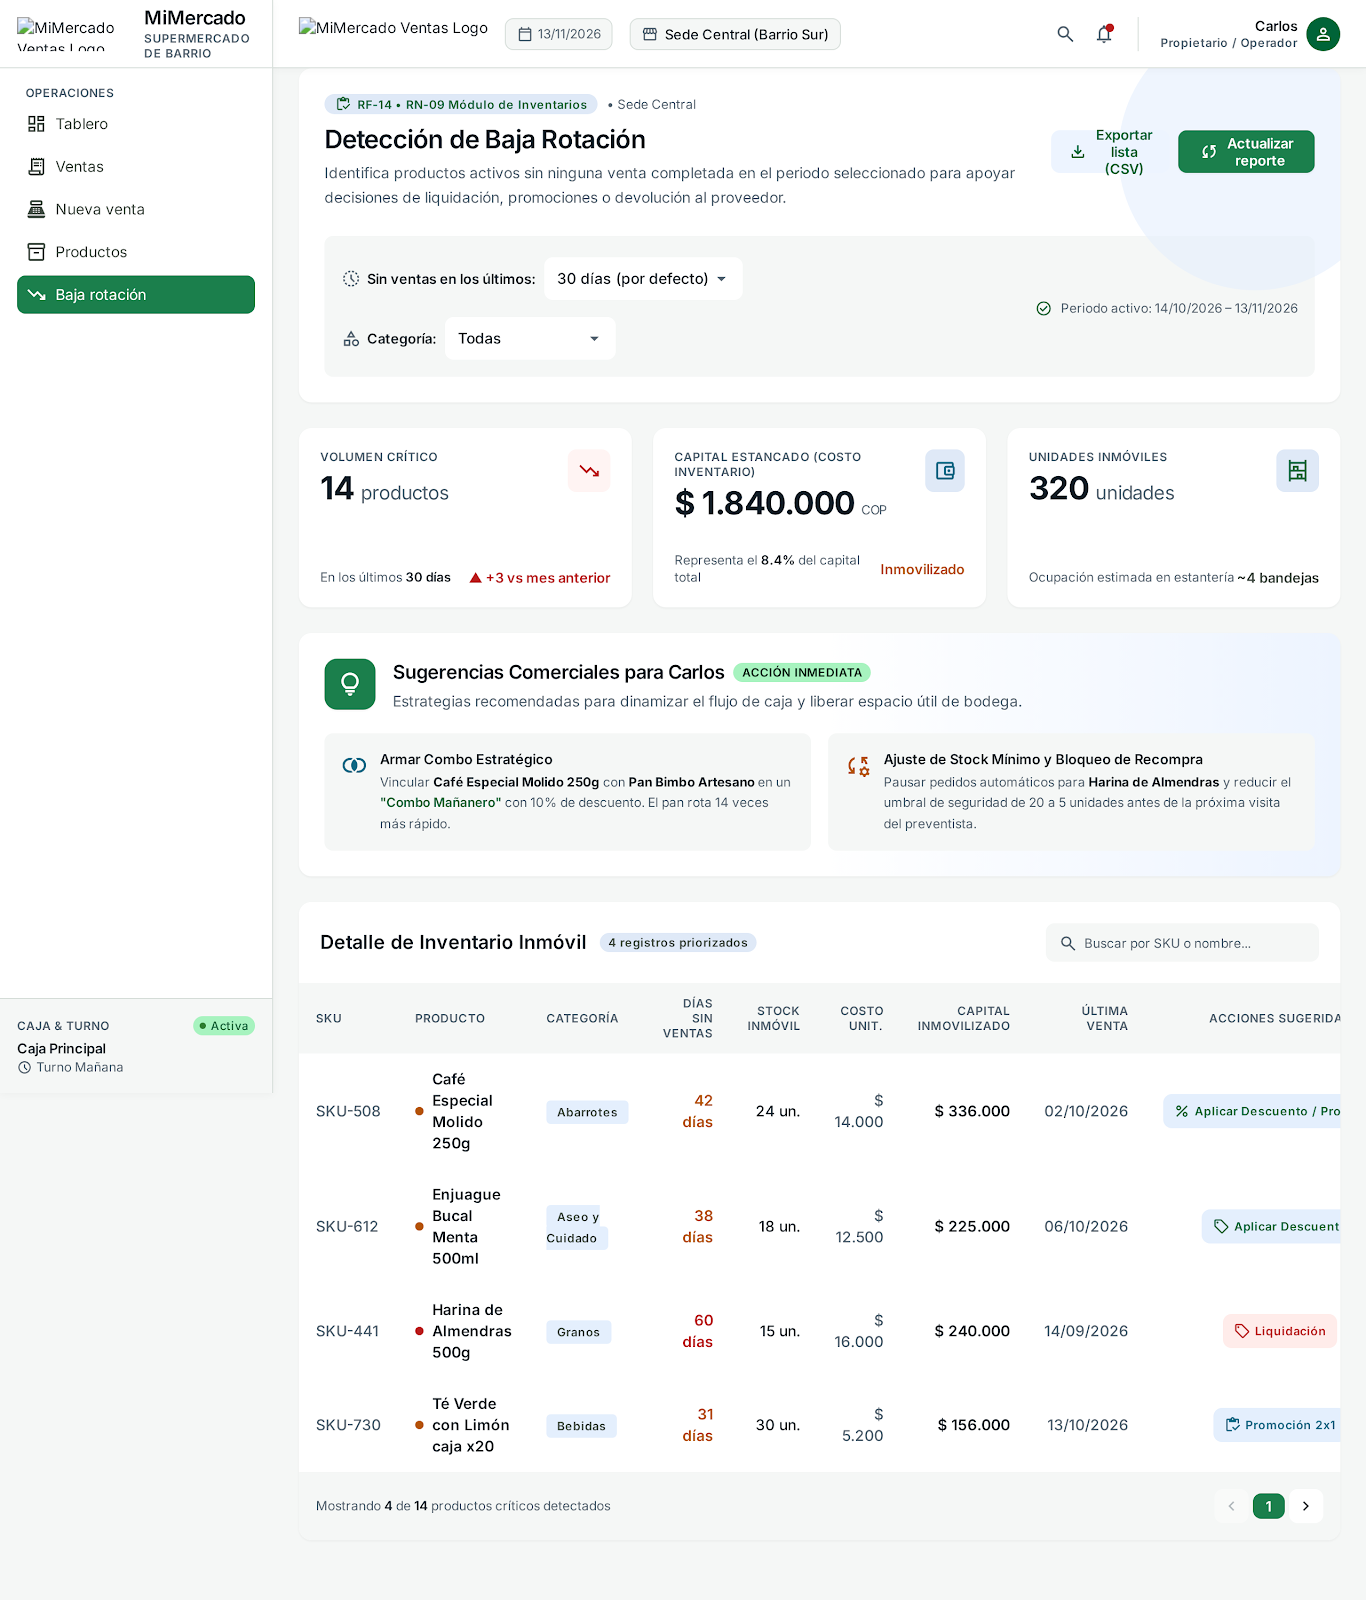 MiMercado Ventas Logo
MiMercado
SUPERMERCADO
DE BARRIO
MiMercado Ventas Logo
13/11/2026
Sede Central (Barrio Sur)
Carlos
Propietario / Operador
OPERACIONES
Tablero
Ventas
Nueva venta
Productos
Baja rotación
CAJA & TURNO
Activa
Caja Principal
Turno Mañana
RF-14 • RN-09 Módulo de Inventarios
• Sede Central
Detección de Baja Rotación
Identifica productos activos sin ninguna venta completada en el periodo seleccionado para apoyar
decisiones de liquidación, promociones o devolución al proveedor.
Exportar
lista
(CSV)
Actualizar
reporte
Sin ventas en los últimos:
30 días (por defecto)
Categoría:
Todas
Periodo activo: 14/10/2026 – 13/11/2026
VOLUMEN CRÍTICO
14 productos
En los últimos 30 días
▲ +3 vs mes anterior
CAPITAL ESTANCADO (COSTO
INVENTARIO)
$ 1.840.000 COP
Representa el 8.4% del capital
total
Inmovilizado
UNIDADES INMÓVILES
320 unidades
Ocupación estimada en estantería
~4 bandejas
Sugerencias Comerciales para Carlos
ACCIÓN INMEDIATA
Estrategias recomendadas para dinamizar el flujo de caja y liberar espacio útil de bodega.
Armar Combo Estratégico
Vincular Café Especial Molido 250g con Pan Bimbo Artesano en un
"Combo Mañanero" con 10% de descuento. El pan rota 14 veces
más rápido.
Ajuste de Stock Mínimo y Bloqueo de Recompra
Pausar pedidos automáticos para Harina de Almendras y reducir el
umbral de seguridad de 20 a 5 unidades antes de la próxima visita
del preventista.
Detalle de Inventario Inmóvil
4 registros priorizados
Buscar por SKU o nombre...
SKU
PRODUCTO
CATEGORÍA
DÍAS
SIN
VENTAS
STOCK
INMÓVIL
COSTO
UNIT.
CAPITAL
INMOVILIZADO
ÚLTIMA
VENTA
ACCIONES SUGERIDA
SKU-508
Café
Especial
Molido
250g
Abarrotes
42
días
24 un.
$
14.000
$ 336.000
02/10/2026
Aplicar Descuento / Pro
SKU-612
Enjuague
Bucal
Menta
500ml
Aseo y
Cuidado
38
días
18 un.
$
12.500
$ 225.000
06/10/2026
Aplicar Descuent
SKU-441
Harina de
Almendras
500g
Granos
60
días
15 un.
$
16.000
$ 240.000
14/09/2026
Liquidación
SKU-730
Té Verde
con Limón
caja x20
Bebidas
31
días
30 un.
$
5.200
$ 156.000
13/10/2026
Promoción 2x1
Mostrando 4 de 14 productos críticos detectados
1